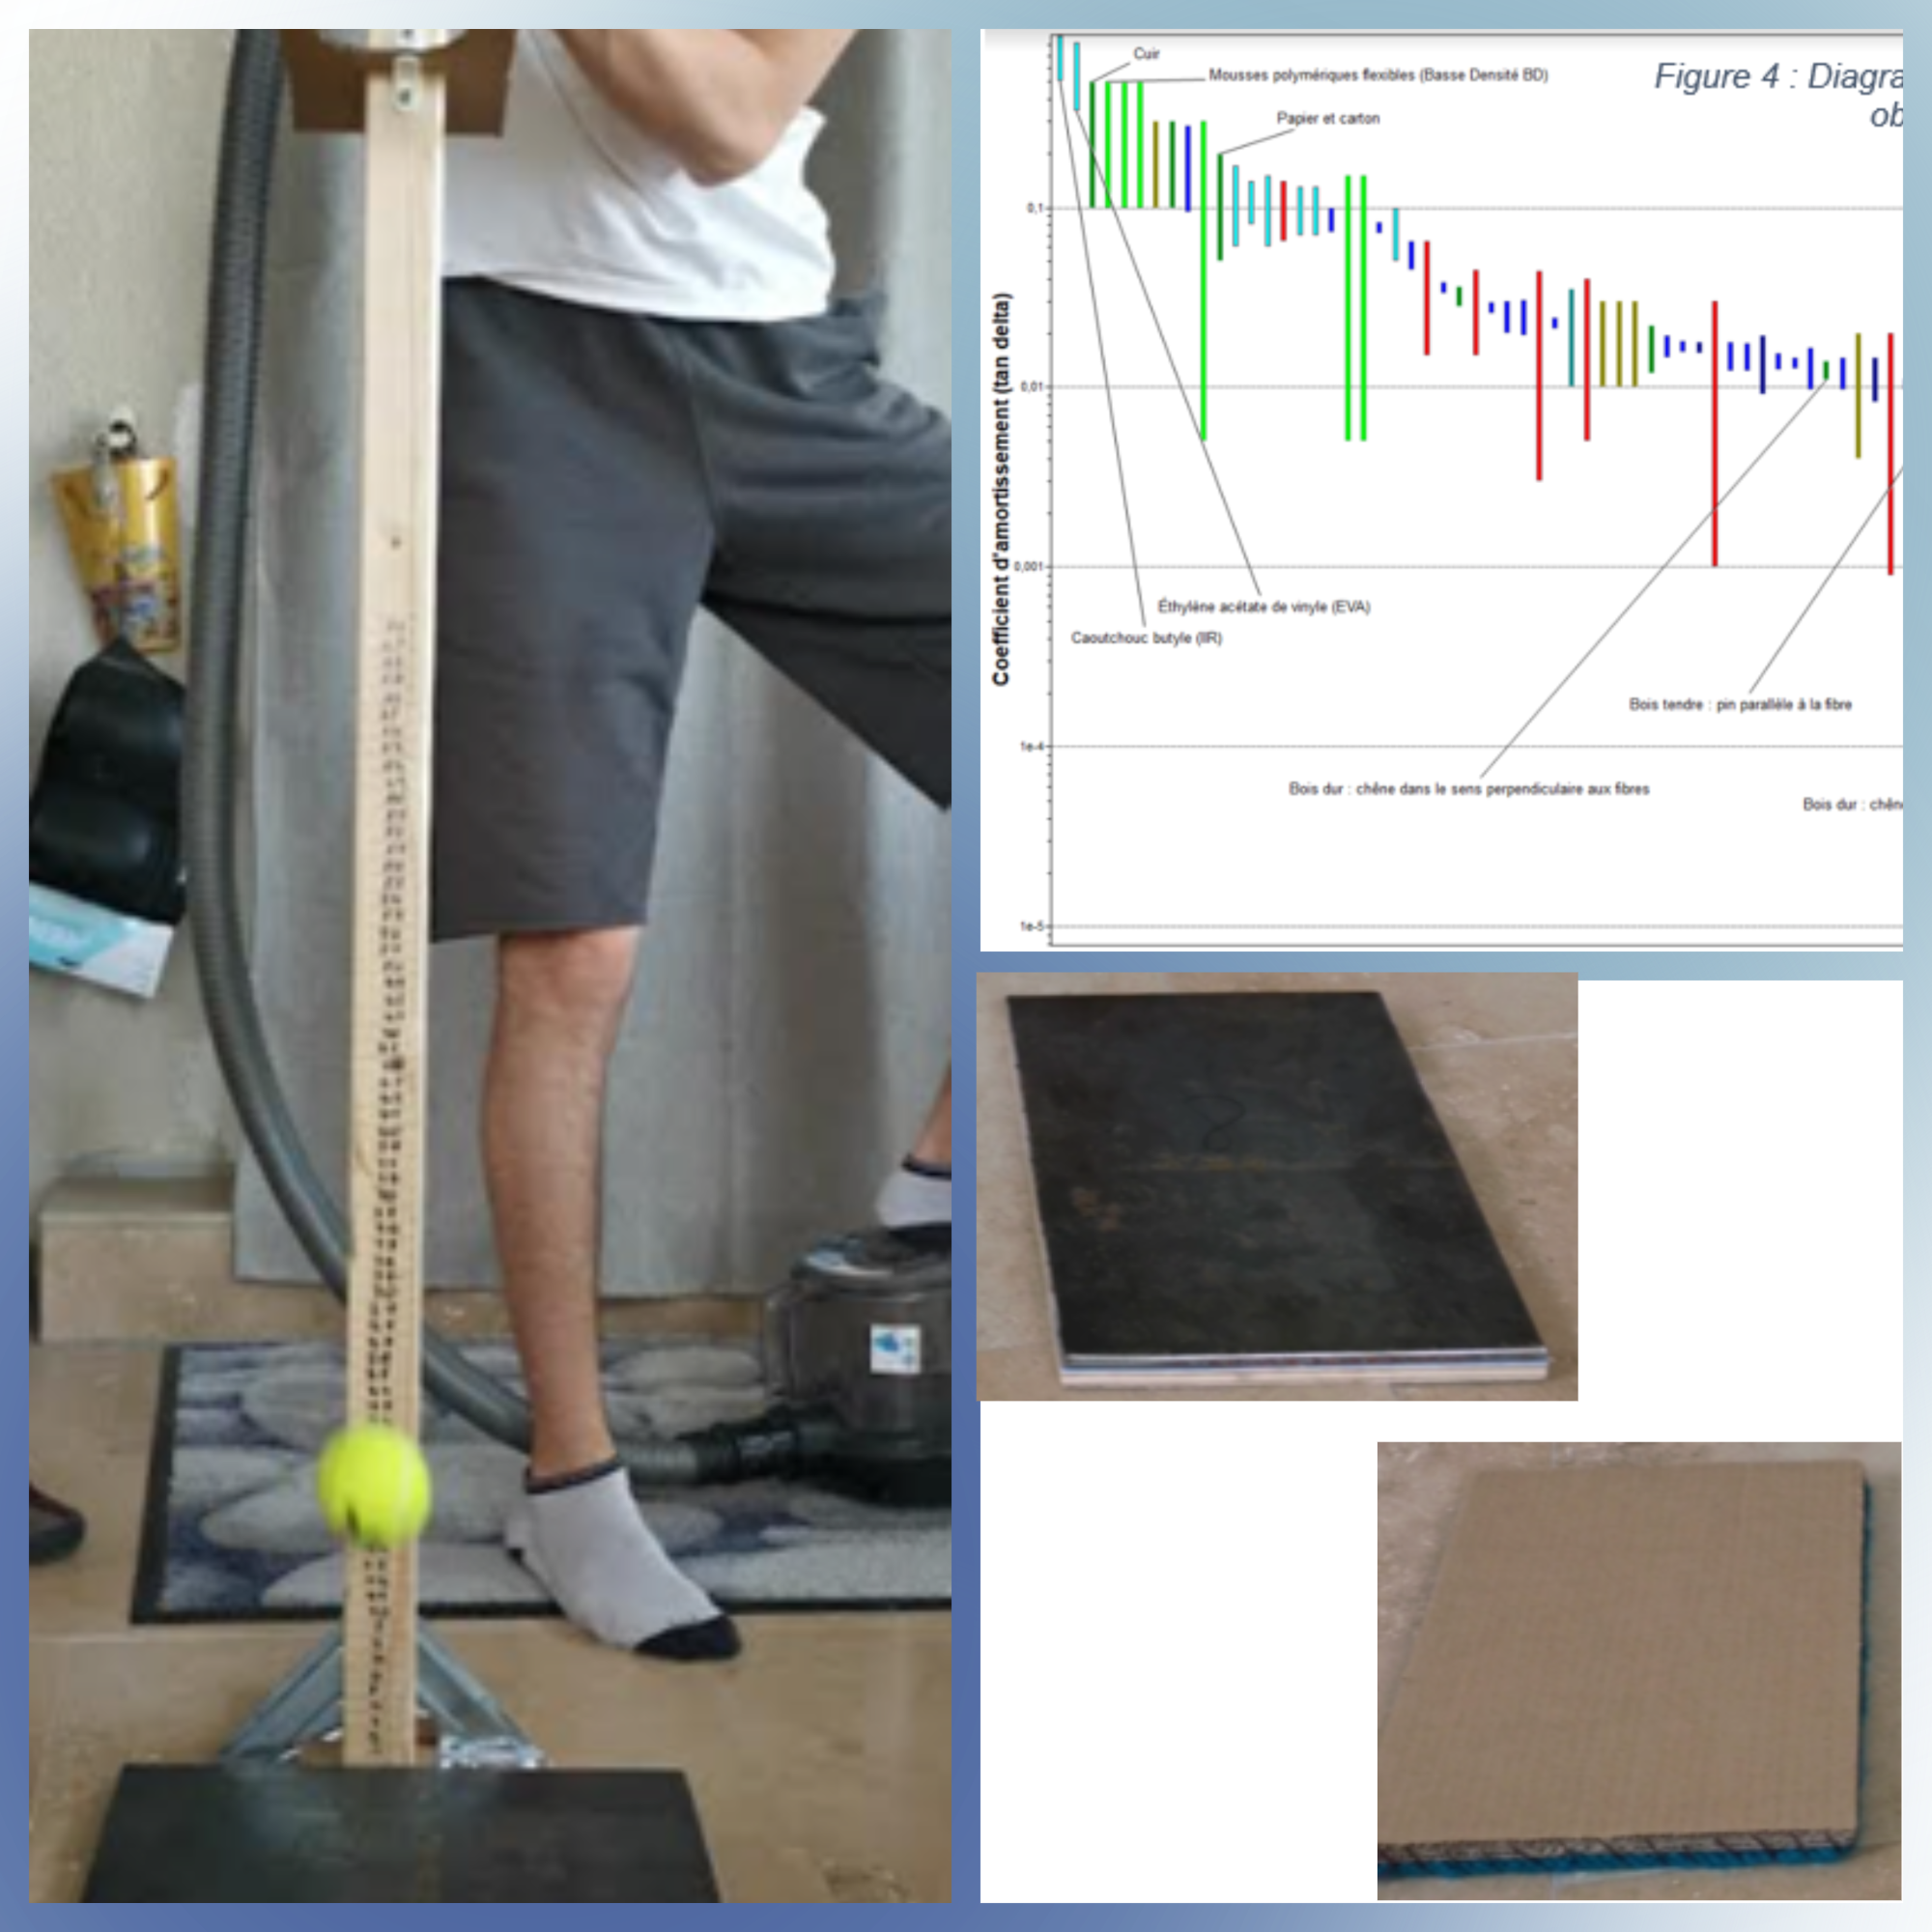 Cuir
Mousses polymériques flexibles (Basse Densité BD)
Figure 4 : Diagra
ob
Papier et carton
0,1
Coefficient d'amortissement (tan delta)
0,01
0,001
Éthylène acétate de vinyle (EVA)
Caoutchouc butyle (IIR)
Bois tendre : pin parallèle à la fibre
1e-4
Bois dur : chêne dans le sens perpendiculaire aux fibres
Bois dur : chên
1e-5